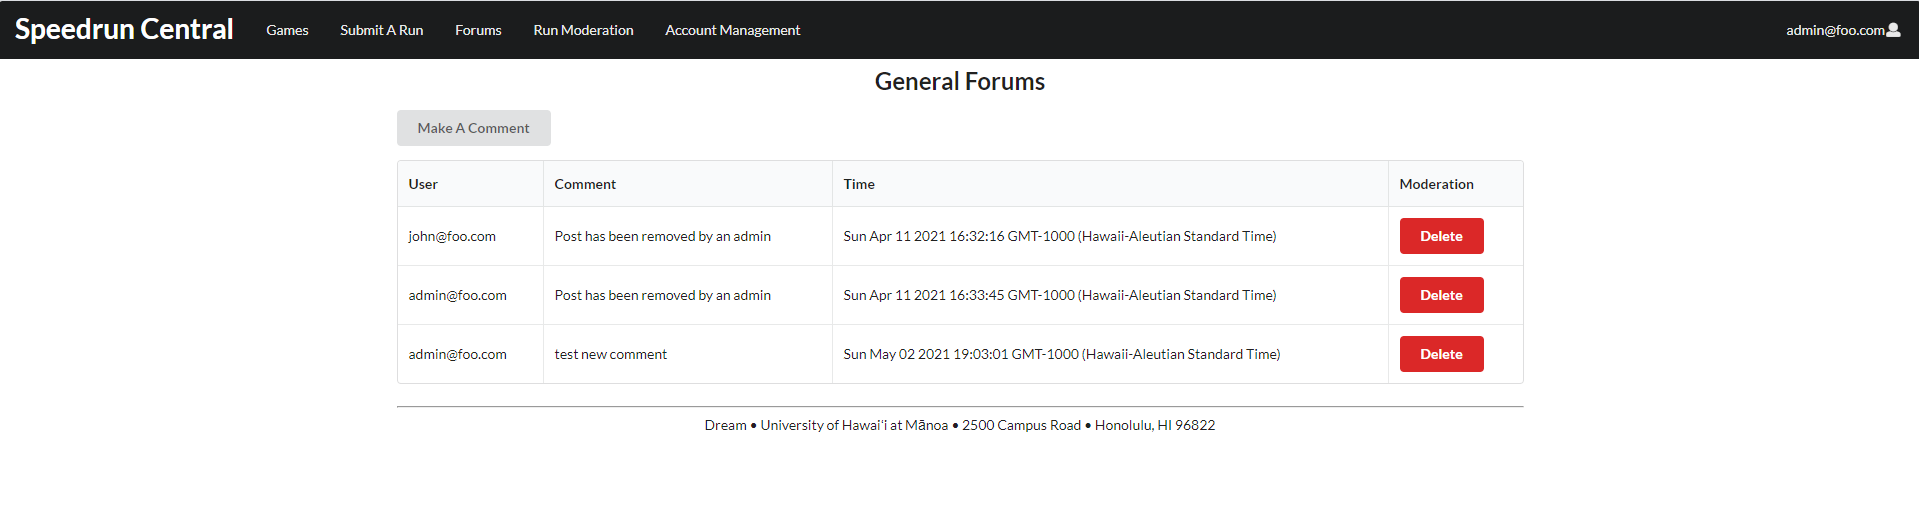 Speedrun Central Games Submit A Run Forums Run Moderation Account Management admin@foo.com
General Forums
Make A Comment
User Comment Time Moderation
john@foo.com Post has been removed by an admin Sun Apr 11 2021 16:32:16 GMT-1000 (Hawaii-Aleutian Standard Time) Delete
admin@foo.com Post has been removed by an admin Sun Apr 11 2021 16:33:45 GMT-1000 (Hawaii-Aleutian Standard Time) Delete
admin@foo.com test new comment Sun May 02 2021 19:03:01 GMT-1000 (Hawaii-Aleutian Standard Time) Delete
Dream • University of Hawaiʻi at Mānoa • 2500 Campus Road • Honolulu, HI 96822